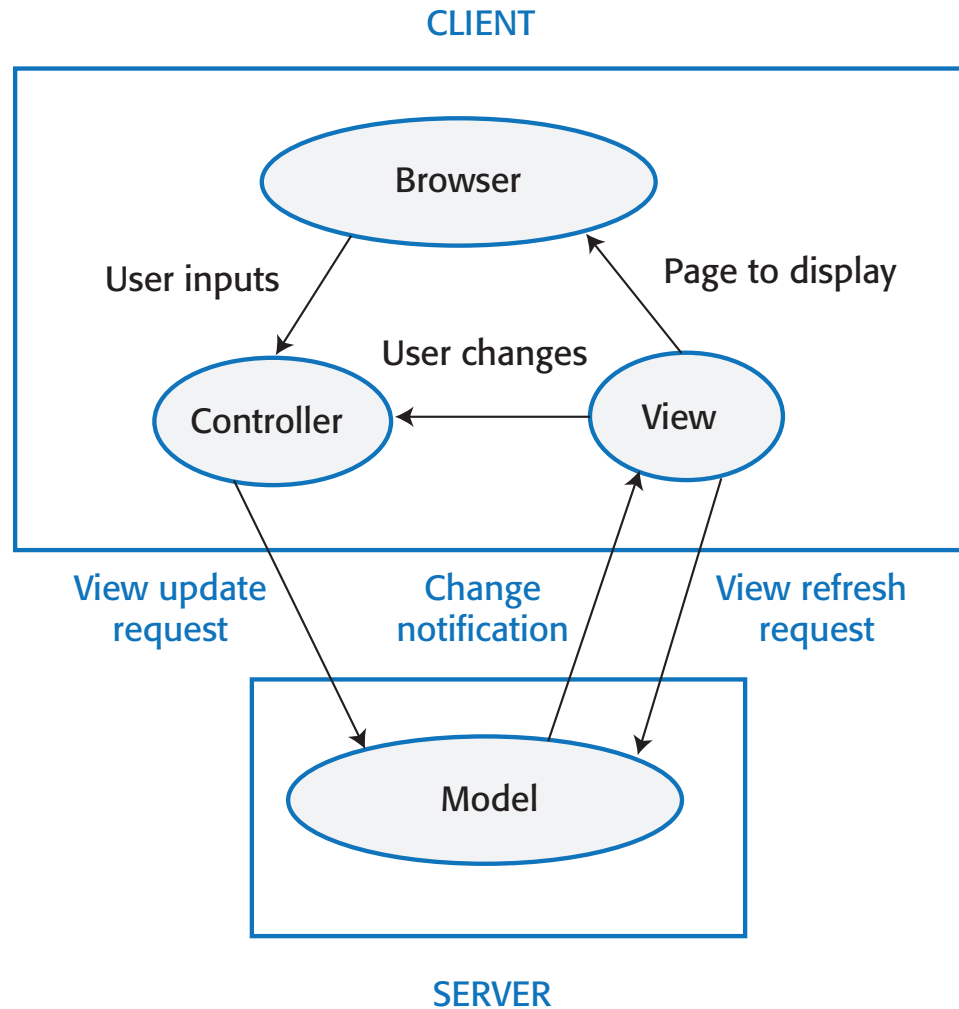 CLIENT
Browser
User inputs
Page to display
User changes
Controller
View
View update
request
Change
notification
View refresh
request
Model
SERVER